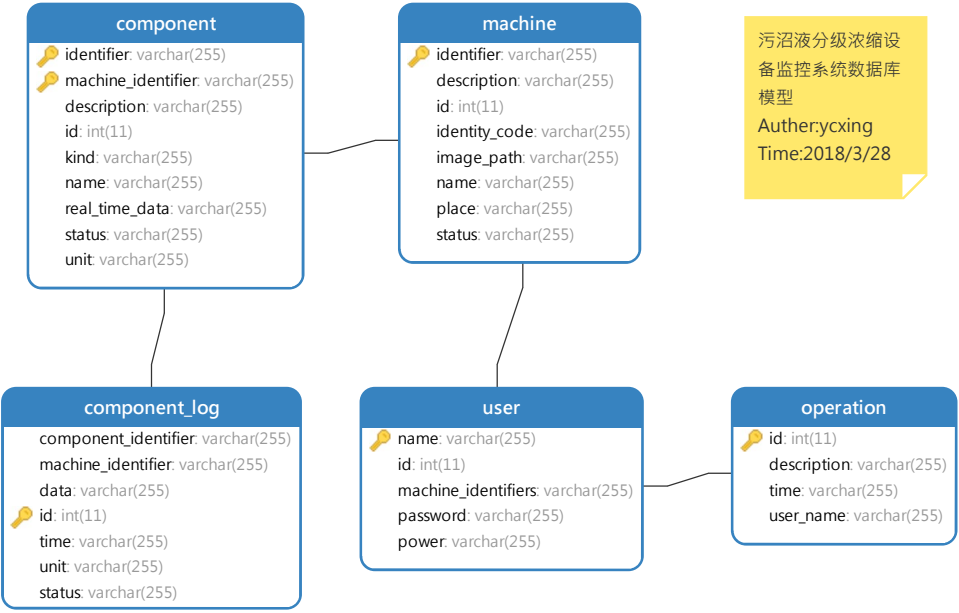 component
identifier: varchar(255)
machine_identifier: varchar(255)
description: varchar(255)
id: int(11)
kind: varchar(255)
name: varchar(255)
real_time_data: varchar(255)
status: varchar(255)
unit: varchar(255)
machine
identifier: varchar(255)
description: varchar(255)
id: int(11)
identity_code: varchar(255)
image_path: varchar(255)
name: varchar(255)
place: varchar(255)
status: varchar(255)
污沼液分级浓缩设
备监控系统数据库
模型
Auther:ycxing
Time:2018/3/28
component_log
component_identifier: varchar(255)
machine_identifier: varchar(255)
data: varchar(255)
id: int(11)
time: varchar(255)
unit: varchar(255)
status: varchar(255)
user
name: varchar(255)
id: int(11)
machine_identifiers: varchar(255)
password: varchar(255)
power: varchar(255)
operation
id: int(11)
description: varchar(255)
time: varchar(255)
user_name: varchar(255)